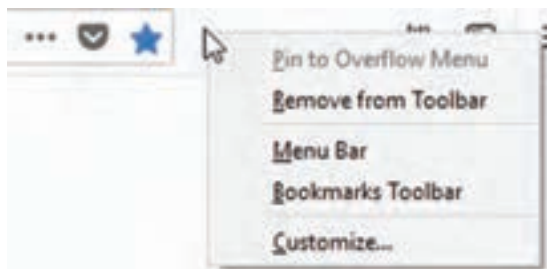 Pin to Overflow Menu
Remove from Toolbar
Menu Bar
Bookmarks Toolbar
Customize...